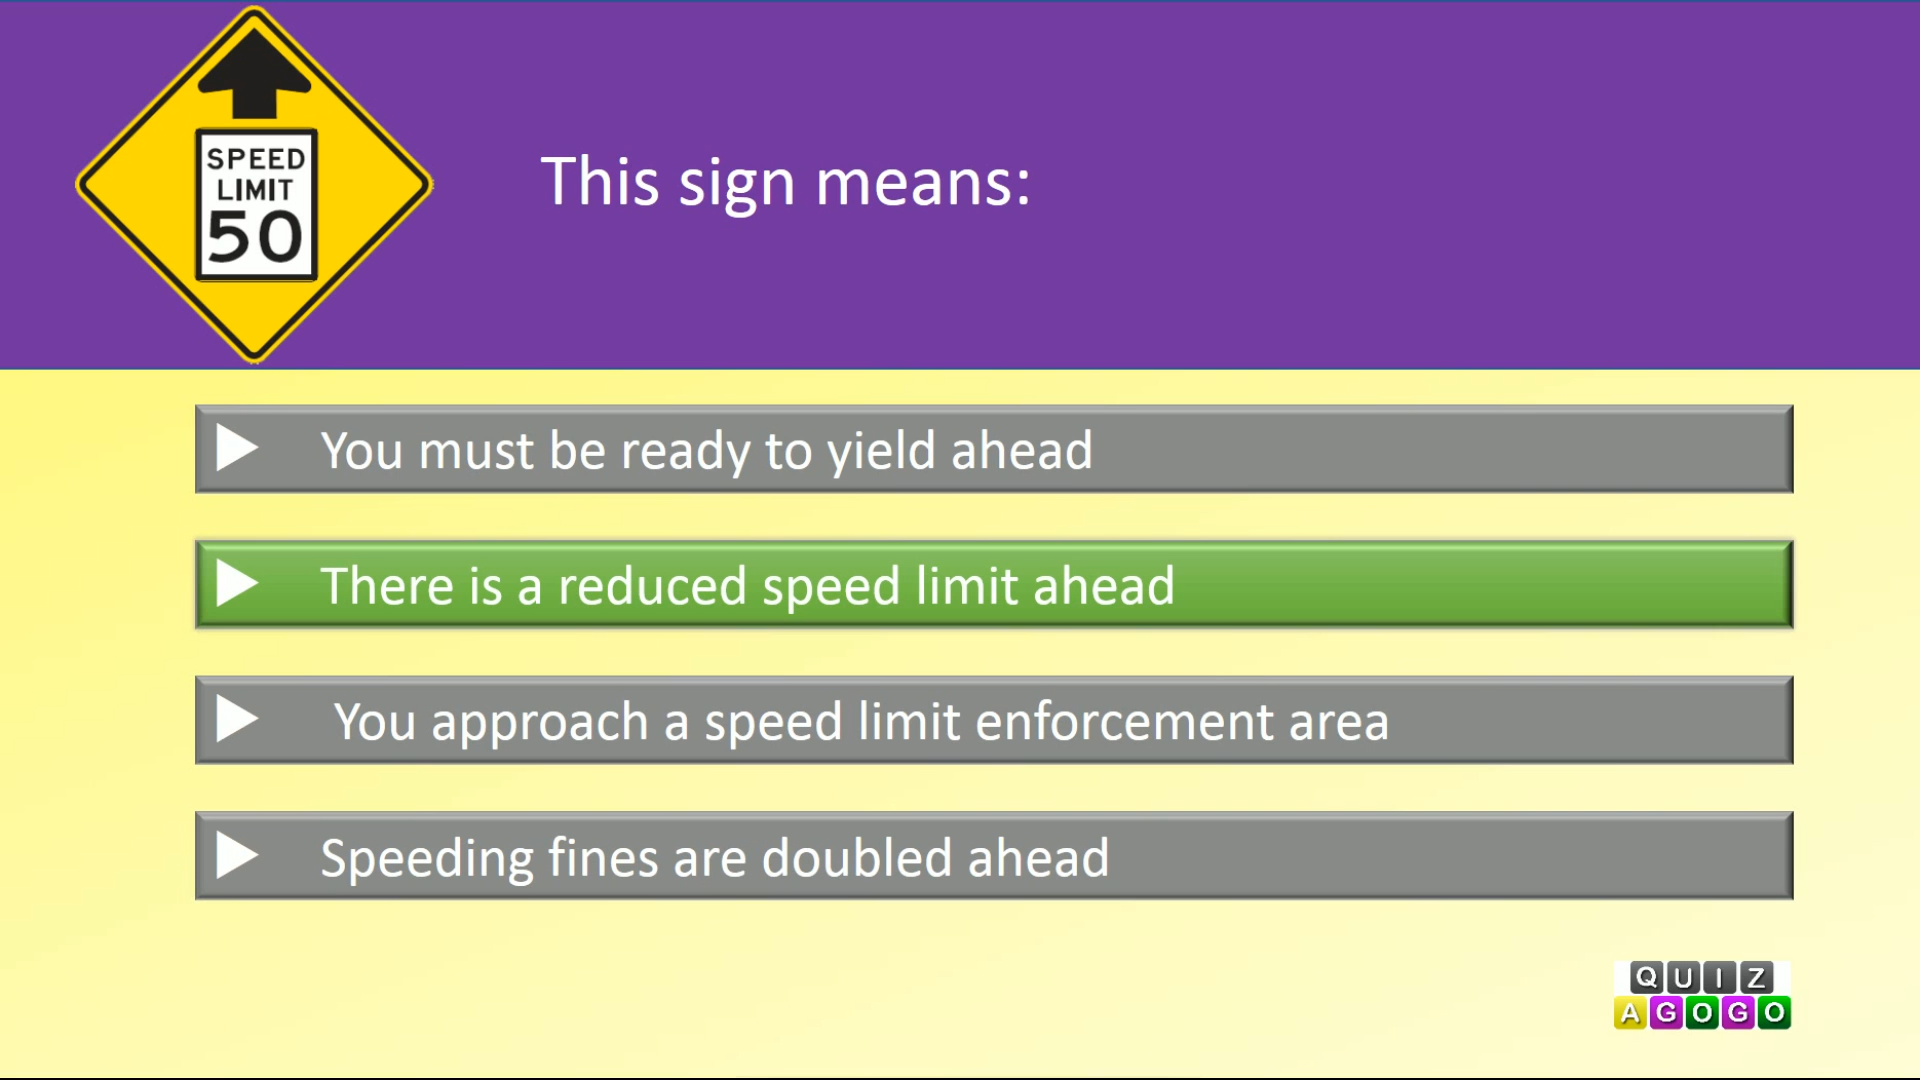 SPEED
LIMIT
50
This sign means:
You must be ready to yield ahead
There is a reduced speed limit ahead
You approach a speed limit enforcement area
Speeding fines are doubled ahead
QUIZ
AGOGO